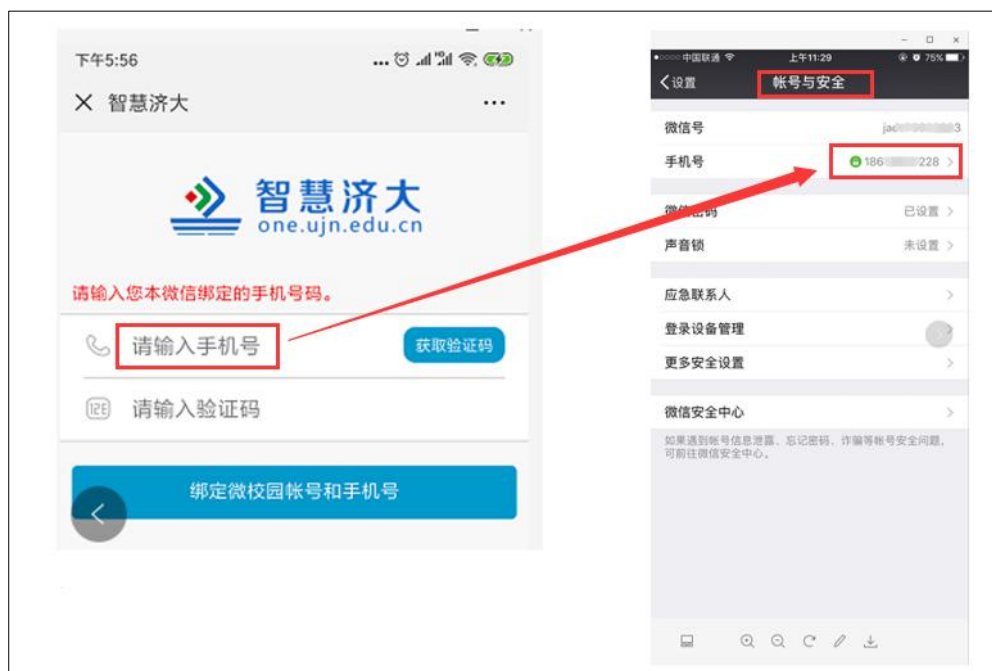 下午5:56
智慧济大
智慧济大
one.ujn.edu.cn
请输入您本微信绑定的手机号码。
请输入手机号
获取验证码
请输入验证码
绑定微校园帐号和手机号
中国联通 上午11:29 75%
设置 帐号与安全
微信号 jac 3
手机号 186 228
微信密码 已设置
声音锁 未设置
应急联系人
登录设备管理
更多安全设置
微信安全中心
如果遇到帐号信息泄露、忘记密码、诈骗等帐号安全问题,
可前往微信安全中心。